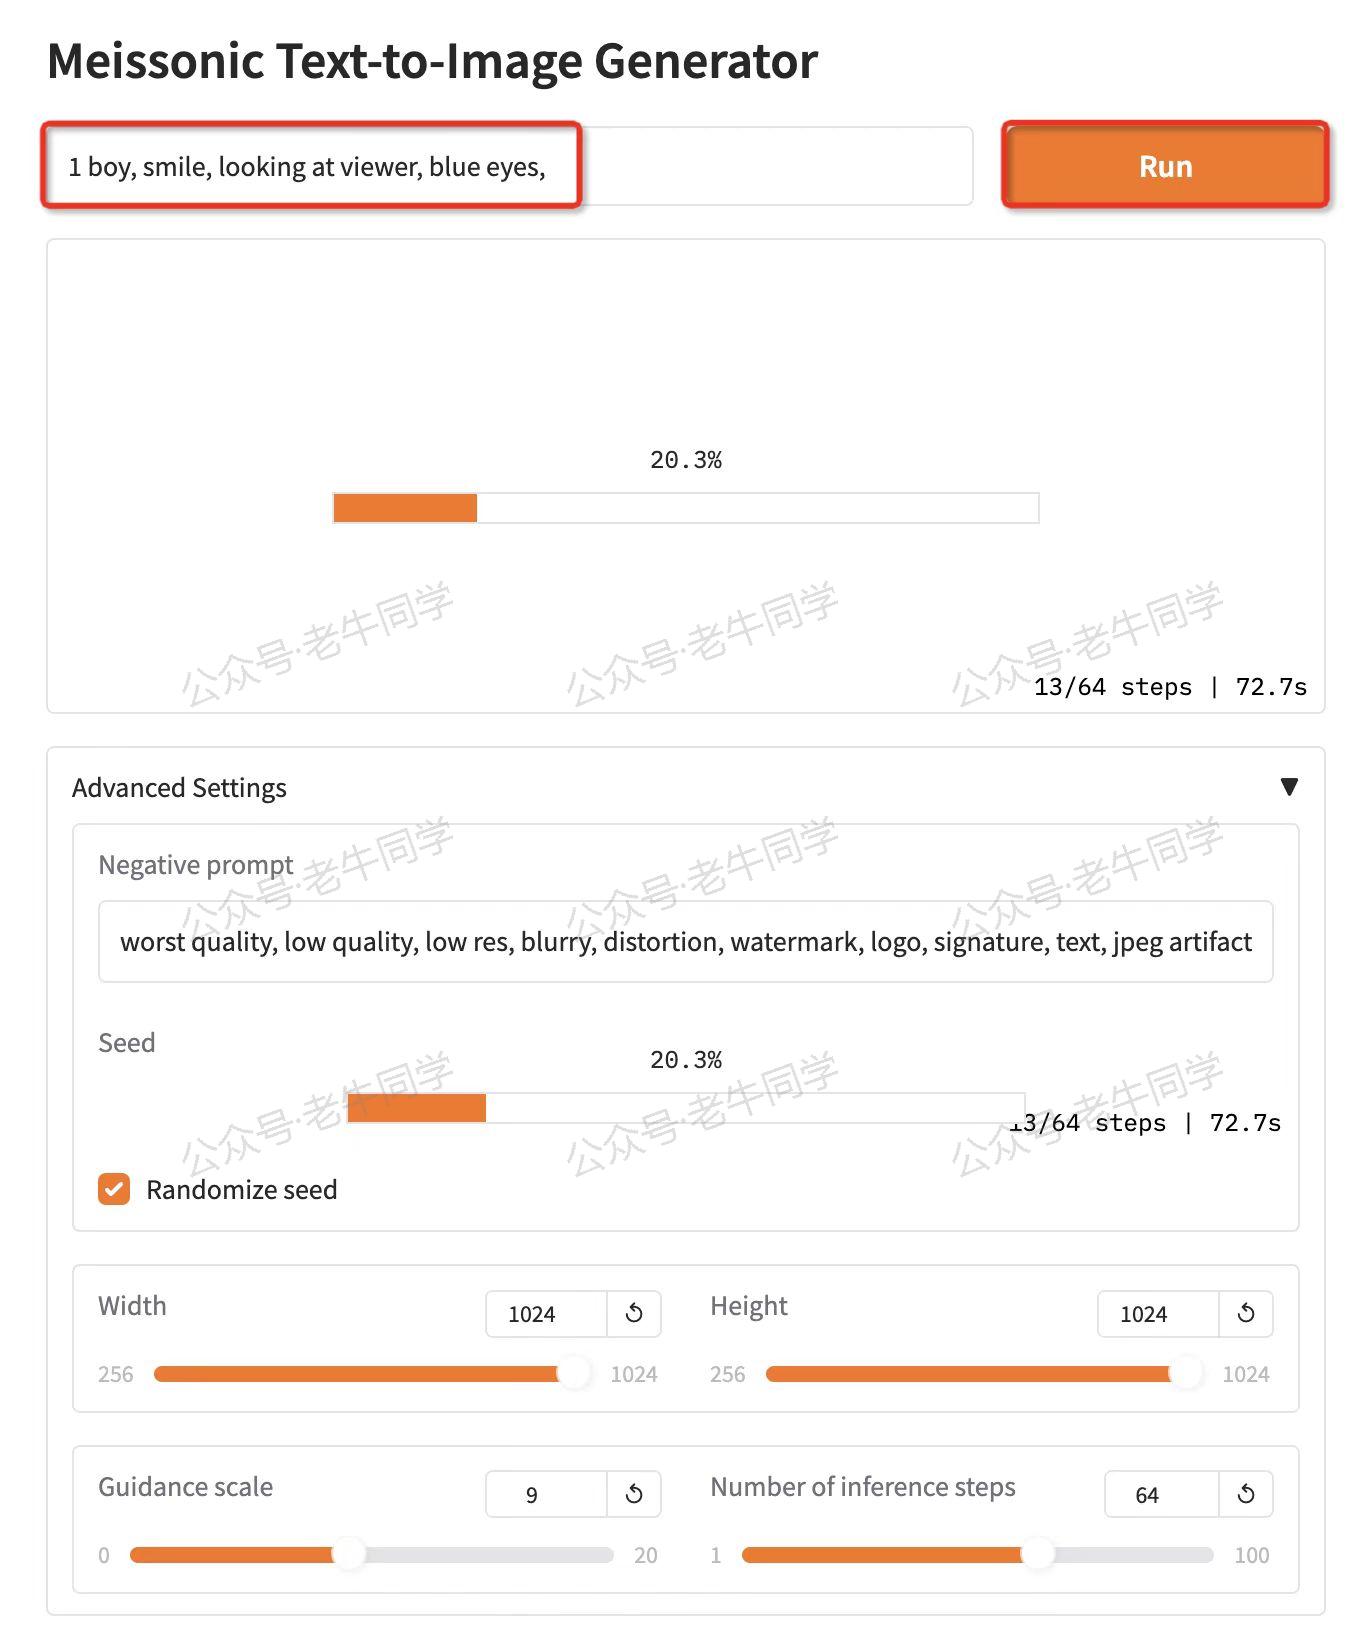 Meissonic Text-to-Image Generator
1 boy, smile, looking at viewer, blue eyes,
Run
20.3%
公众号·老牛同学 公众号·老牛同学 公众号·老牛同学
13/64 steps | 72.7s
Advanced Settings ▼
公众号·老牛同学 公众号·老牛同学 公众号·老牛同学
Negative prompt
worst quality, low quality, low res, blurry, distortion, watermark, logo, signature, text, jpeg artifact
Seed
20.3%
公众号·老牛同学 公众号·老牛同学 公众号·老牛同学
13/64 steps | 72.7s
Randomize seed
Width 1024
256 1024
Height 1024
256 1024
Guidance scale 9
0 20
Number of inference steps 64
1 100